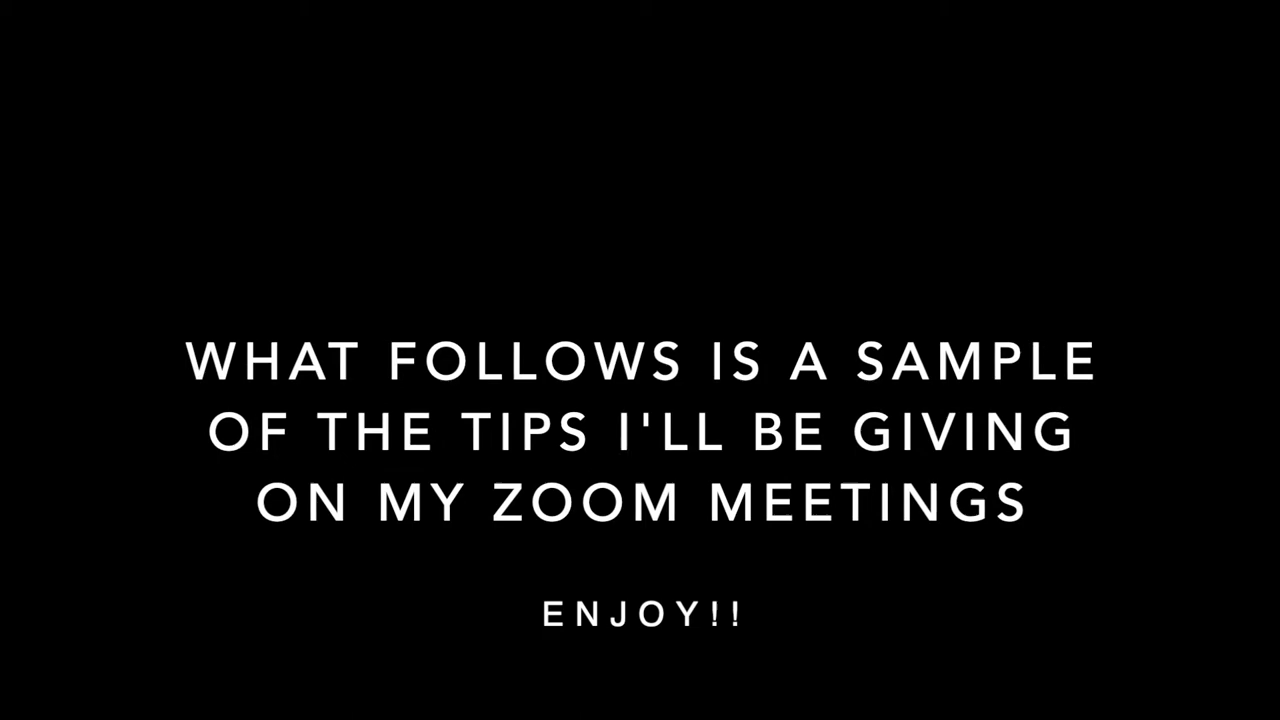 WHAT FOLLOWS IS A SAMPLE
OF THE TIPS I'LL BE GIVING
ON MY ZOOM MEETINGS
ENJOY!!